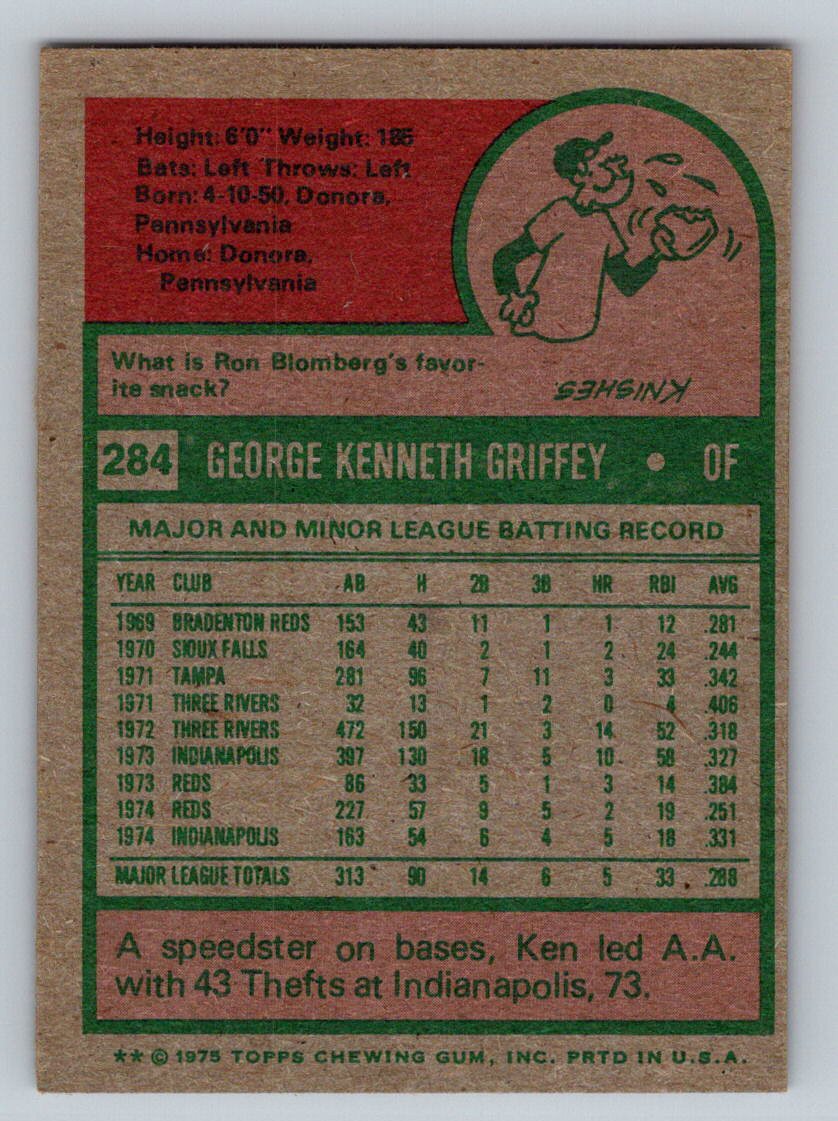 Height: 6'0" Weight: 185
Bats: Left Throws: Left
Born: 4-10-50, Donora,
Pennsylvania
Home: Donora,
Pennsylvania
What is Ron Blomberg's favor-
ite snack?
KNISHES.
284 GEORGE KENNETH GRIFFEY • OF
MAJOR AND MINOR LEAGUE BATTING RECORD
YEAR CLUB AB H 2B 3B HR RBI AVG
1969 BRADENTON REDS 153 43 11 1 1 12 .281
1970 SIOUX FALLS 164 40 2 1 2 24 .244
1971 TAMPA 281 96 7 11 3 33 .342
1971 THREE RIVERS 32 13 1 2 0 4 .406
1972 THREE RIVERS 472 150 21 3 14 52 .318
1973 INDIANAPOLIS 397 130 18 5 10 58 .327
1973 REDS 86 33 5 1 3 14 .384
1974 REDS 227 57 9 5 2 19 .251
1974 INDIANAPOLIS 163 54 6 4 5 18 .331
MAJOR LEAGUE TOTALS 313 90 14 6 5 33 .288
A speedster on bases, Ken led A.A.
with 43 Thefts at Indianapolis, 73.
** © 1975 TOPPS CHEWING GUM, INC. PRTD IN U.S.A.